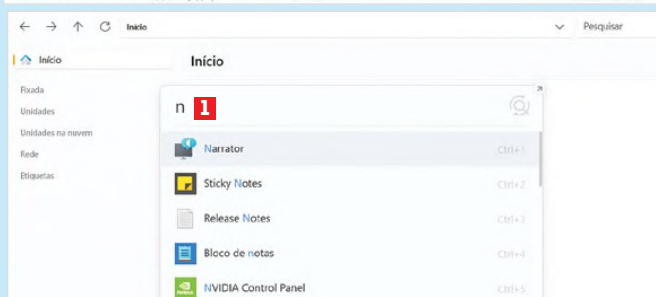 Início
Pesquisar
Início
Início
Fixada
Unidades
Unidades na nuvem
Rede
Etiquetas
n 1
Narrator Ctrl+1
Sticky Notes Ctrl+2
Release Notes Ctrl+3
Bloco de notas Ctrl+4
NVIDIA Control Panel Ctrl+5